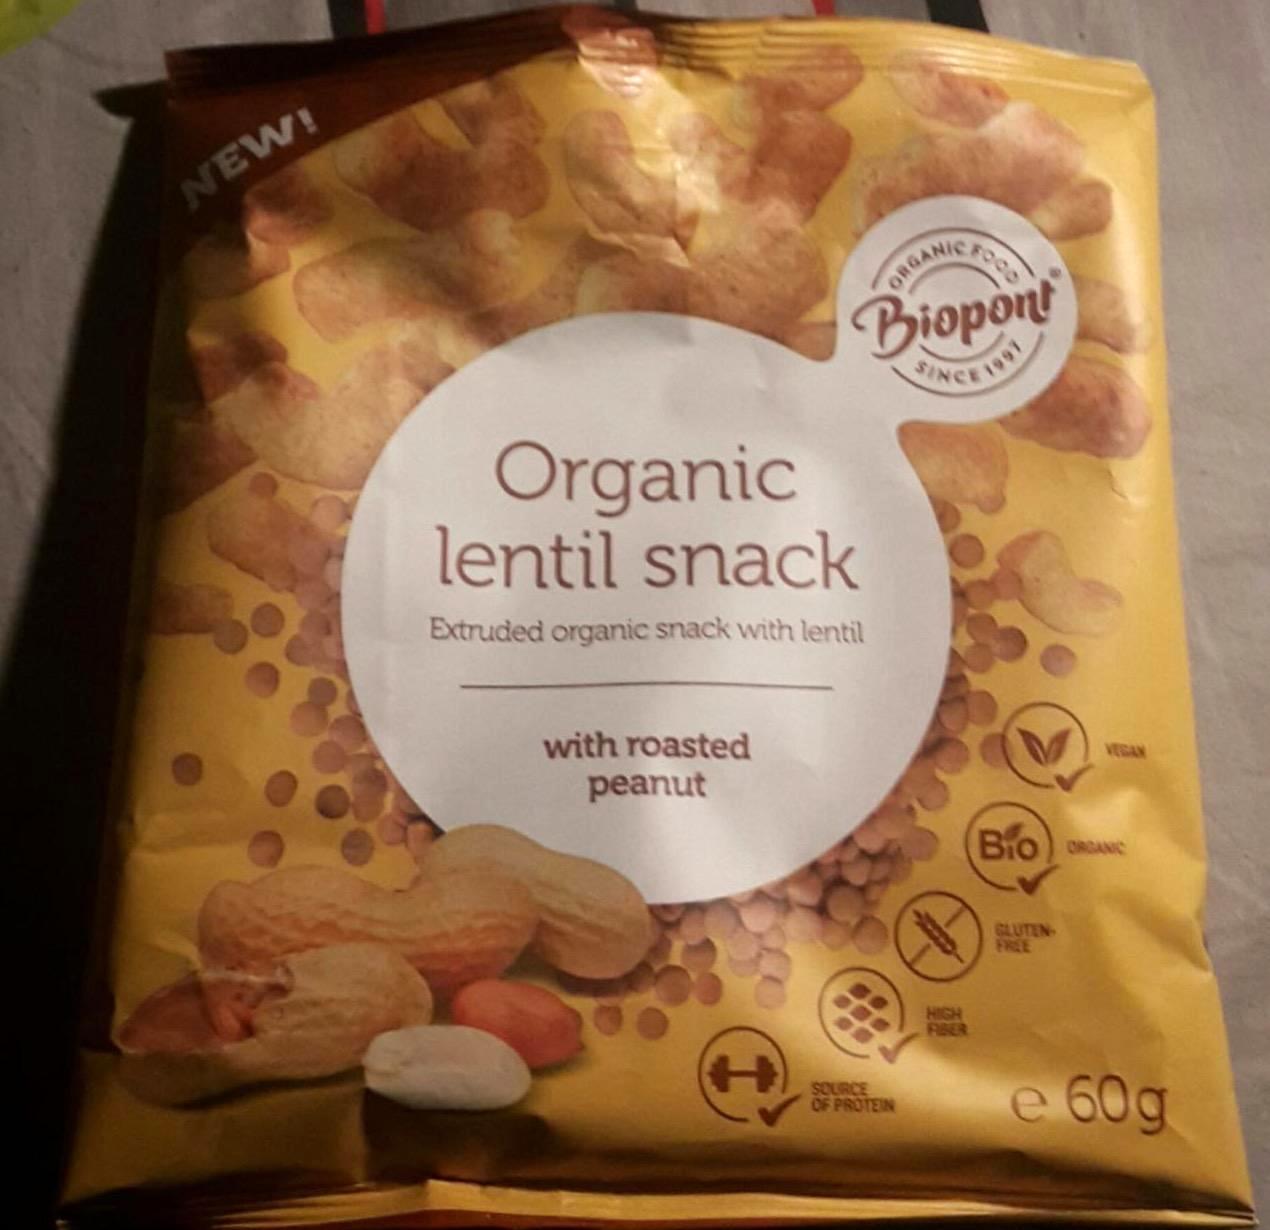 NEW!
ORGANIC FOOD
Biopont®
SINCE 1997
Organic
lentil snack
Extruded organic snack with lentil
with roasted
peanut
VEGAN
Bio
ORGANIC
GLUTEN-
FREE
HIGH
FIBER
SOURCE
OF PROTEIN
e 60g